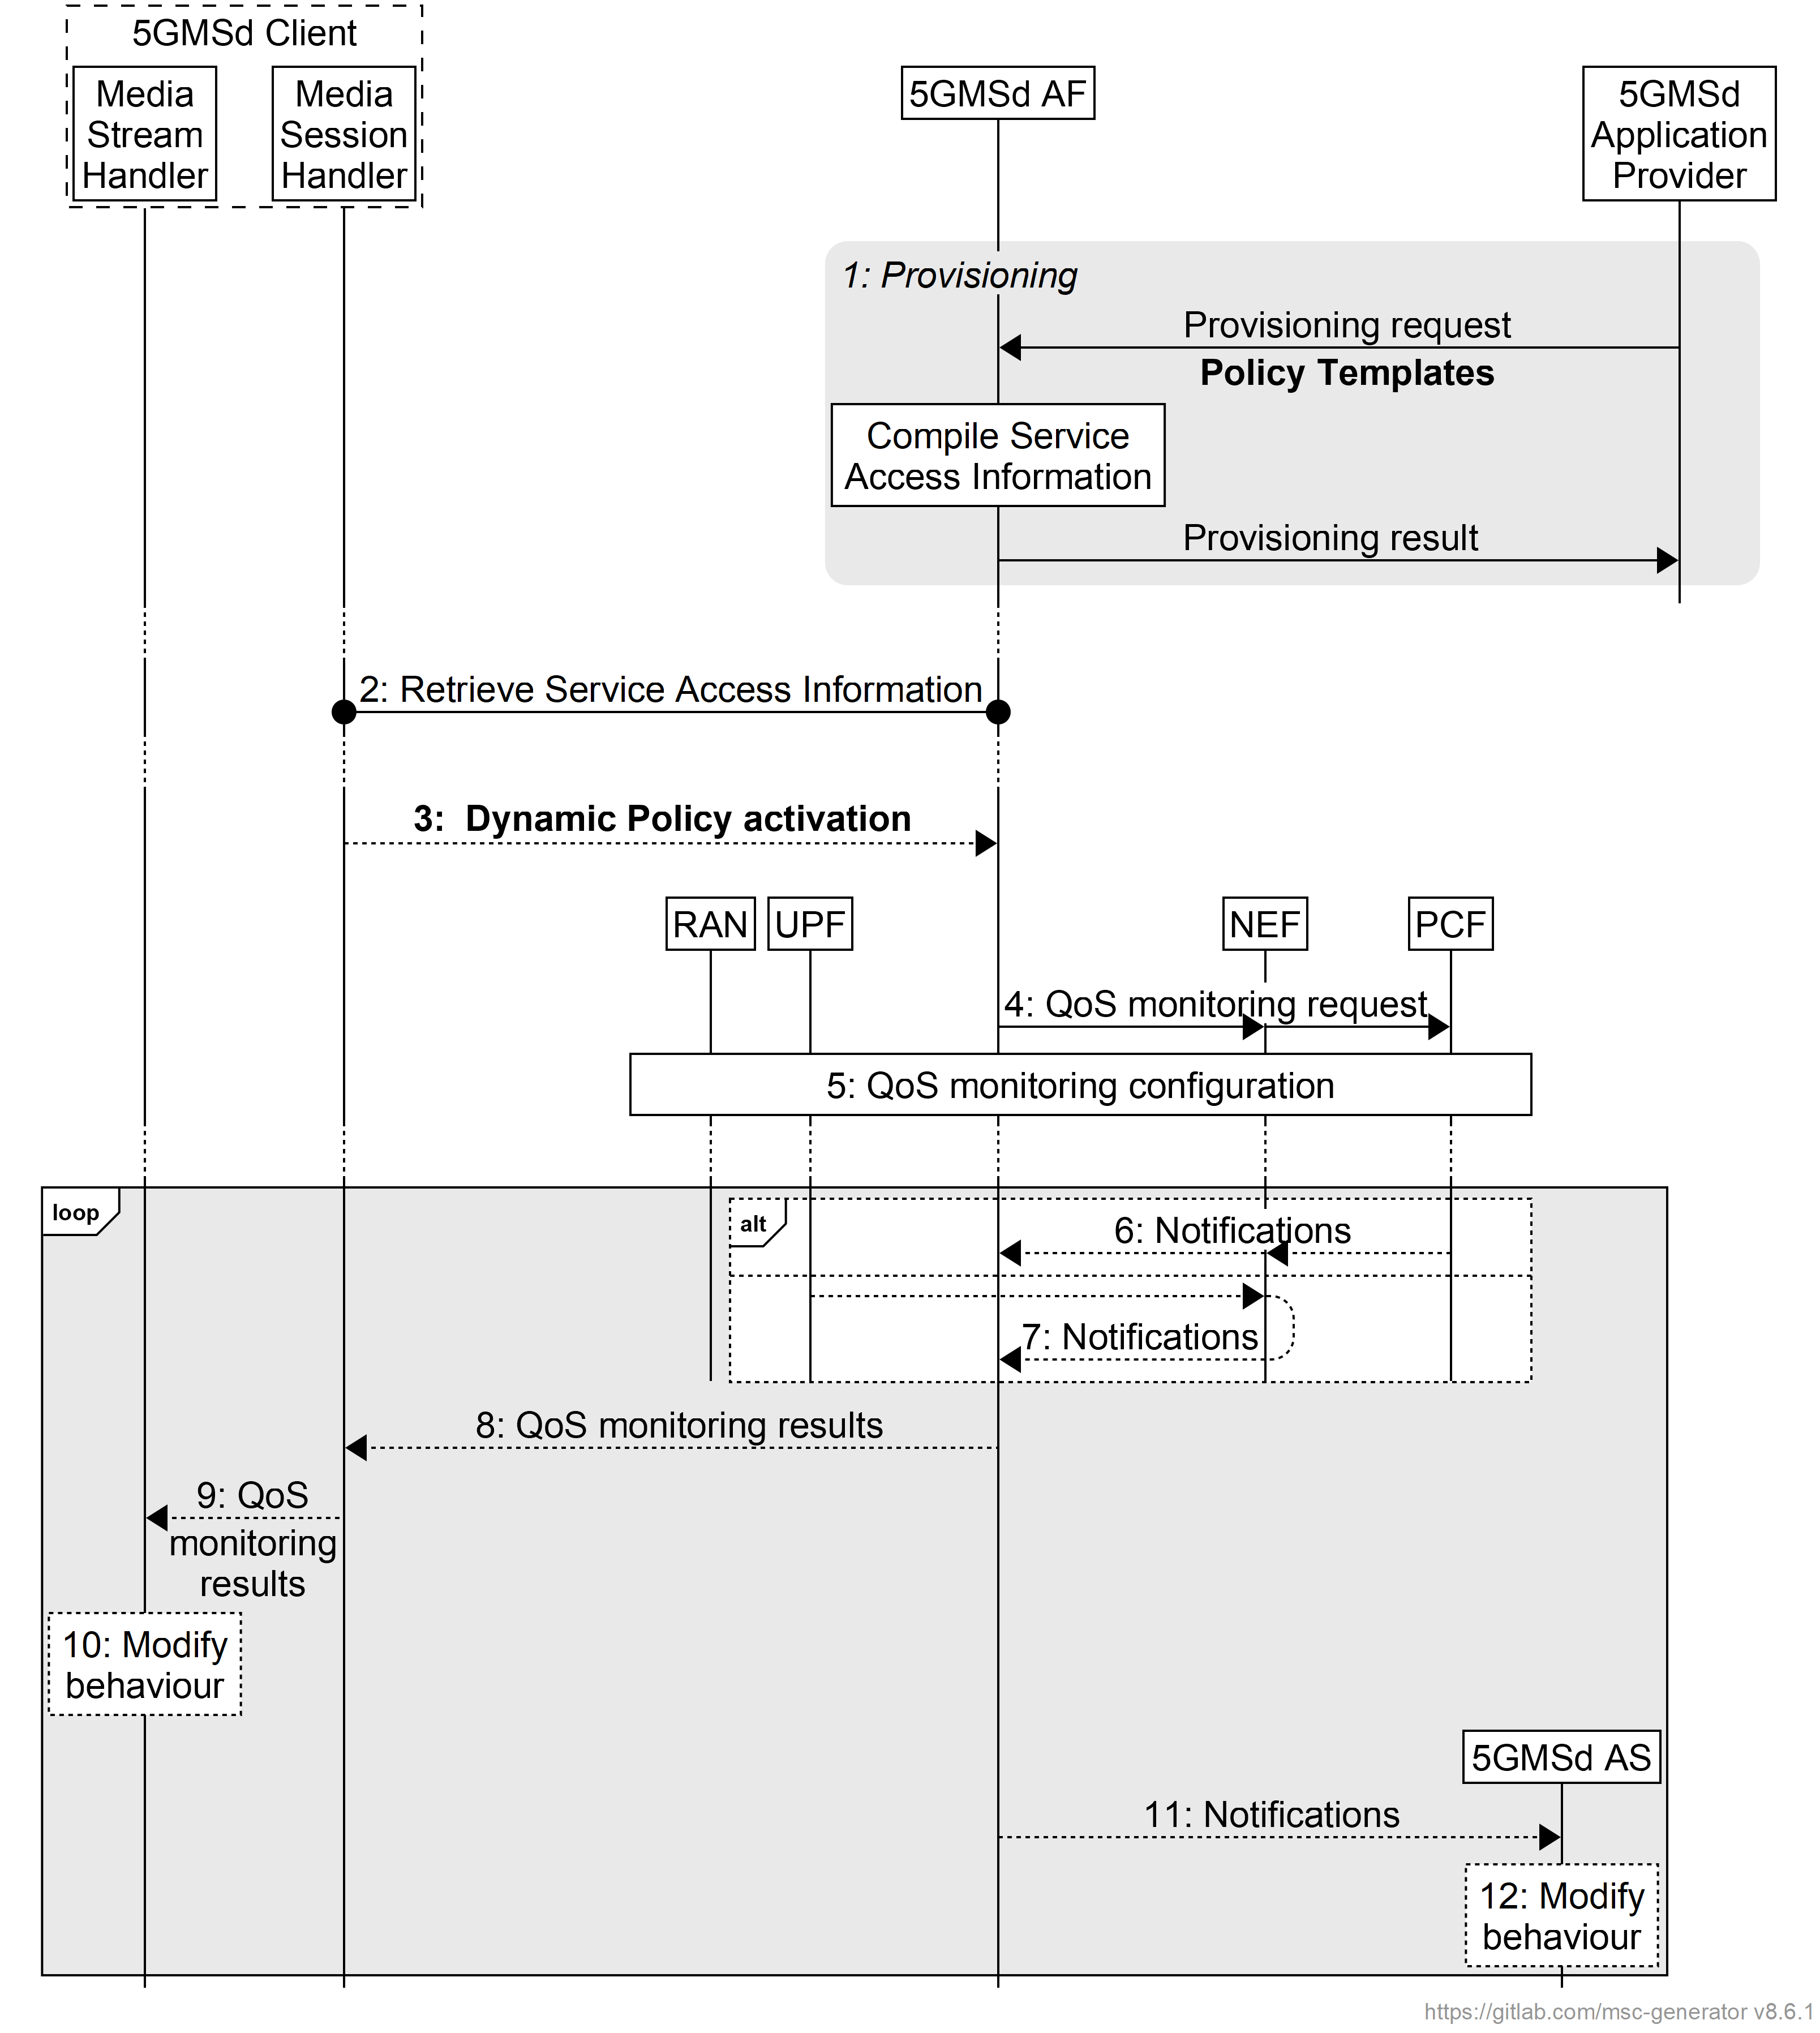 5GMSd Client
Media
Stream
Handler
Media
Session
Handler
5GMSd AF
5GMSd
Application
Provider
1: Provisioning
Provisioning request
Policy Templates
Compile Service
Access Information
Provisioning result
2: Retrieve Service Access Information
3:  Dynamic Policy activation
RAN
UPF
NEF
PCF
4: QoS monitoring request
5: QoS monitoring configuration
loop
alt
6: Notifications
7: Notifications
8: QoS monitoring results
9: QoS
monitoring
results
10: Modify
behaviour
5GMSd AS
11: Notifications
12: Modify
behaviour
https://gitlab.com/msc-generator v8.6.1